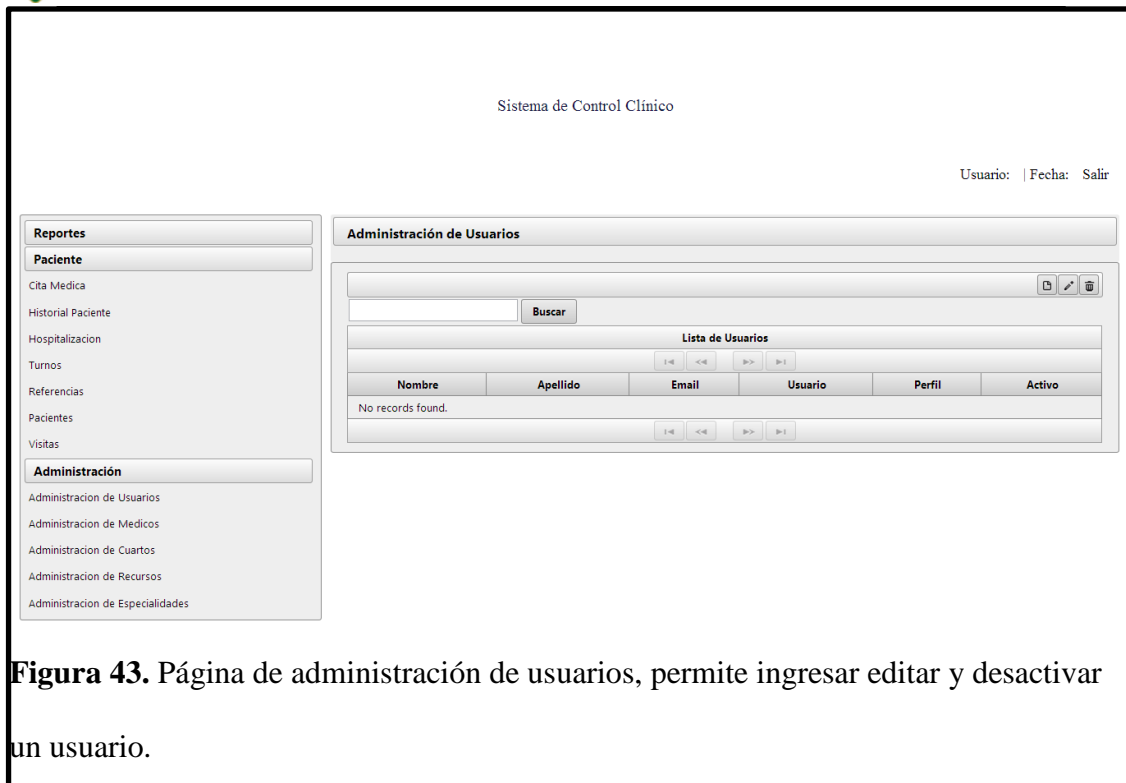 Sistema de Control Clínico
Usuario: | Fecha: Salir
Reportes
Paciente
Cita Medica
Historial Paciente
Hospitalizacion
Turnos
Referencias
Pacientes
Visitas
Administración
Administracion de Usuarios
Administracion de Medicos
Administracion de Cuartos
Administracion de Recursos
Administracion de Especialidades
Administración de Usuarios
Buscar
Lista de Usuarios
Nombre Apellido Email Usuario Perfil Activo
No records found.
Figura 43. Página de administración de usuarios, permite ingresar editar y desactivar
un usuario.